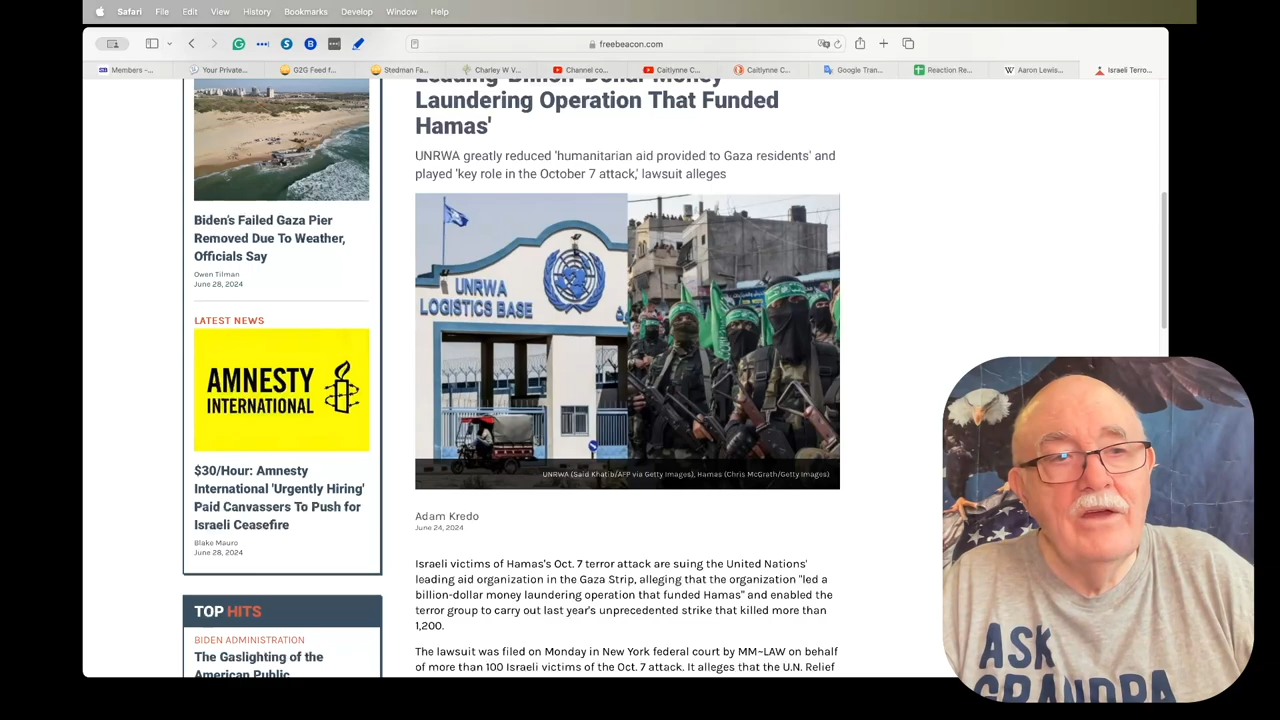 Safari File Edit View History Bookmarks Develop Window Help
freebeacon.com
Members –... Your Private... G2G Feed f... Stedman Fa... Charley W V... Channel co... Caitlynne C... Caitlynne C... Google Tran... Reaction Re... Aaron Lewis... Israeli Terro...
Biden's Failed Gaza Pier
Removed Due To Weather,
Officials Say
Owen Tilman
June 28, 2024
LATEST NEWS
AMNESTY
INTERNATIONAL
$30/Hour: Amnesty
International 'Urgently Hiring'
Paid Canvassers To Push for
Israeli Ceasefire
Blake Mauro
June 28, 2024
TOP HITS
BIDEN ADMINISTRATION
The Gaslighting of the
American Public
Leading 'Billion-Dollar Money
Laundering Operation That Funded
Hamas'
UNRWA greatly reduced 'humanitarian aid provided to Gaza residents' and
played 'key role in the October 7 attack,' lawsuit alleges
UNRWA
LOGISTICS BASE
UNRWA (Said Khatib/AFP via Getty Images), Hamas (Chris McGrath/Getty Images)
Adam Kredo
June 24, 2024
Israeli victims of Hamas's Oct. 7 terror attack are suing the United Nations'
leading aid organization in the Gaza Strip, alleging that the organization "led a
billion-dollar money laundering operation that funded Hamas" and enabled the
terror group to carry out last year's unprecedented strike that killed more than
1,200.
The lawsuit was filed on Monday in New York federal court by MM~LAW on behalf
of more than 100 Israeli victims of the Oct. 7 attack. It alleges that the U.N. Relief
ASK
GRANDPA